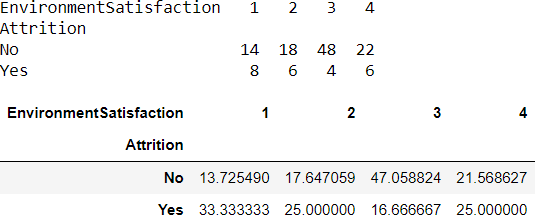 EnvironmentSatisfaction 1 2 3 4
Attrition
No 14 18 48 22
Yes 8 6 4 6
EnvironmentSatisfaction 1 2 3 4
Attrition
No 13.725490 17.647059 47.058824 21.568627
Yes 33.333333 25.000000 16.666667 25.000000